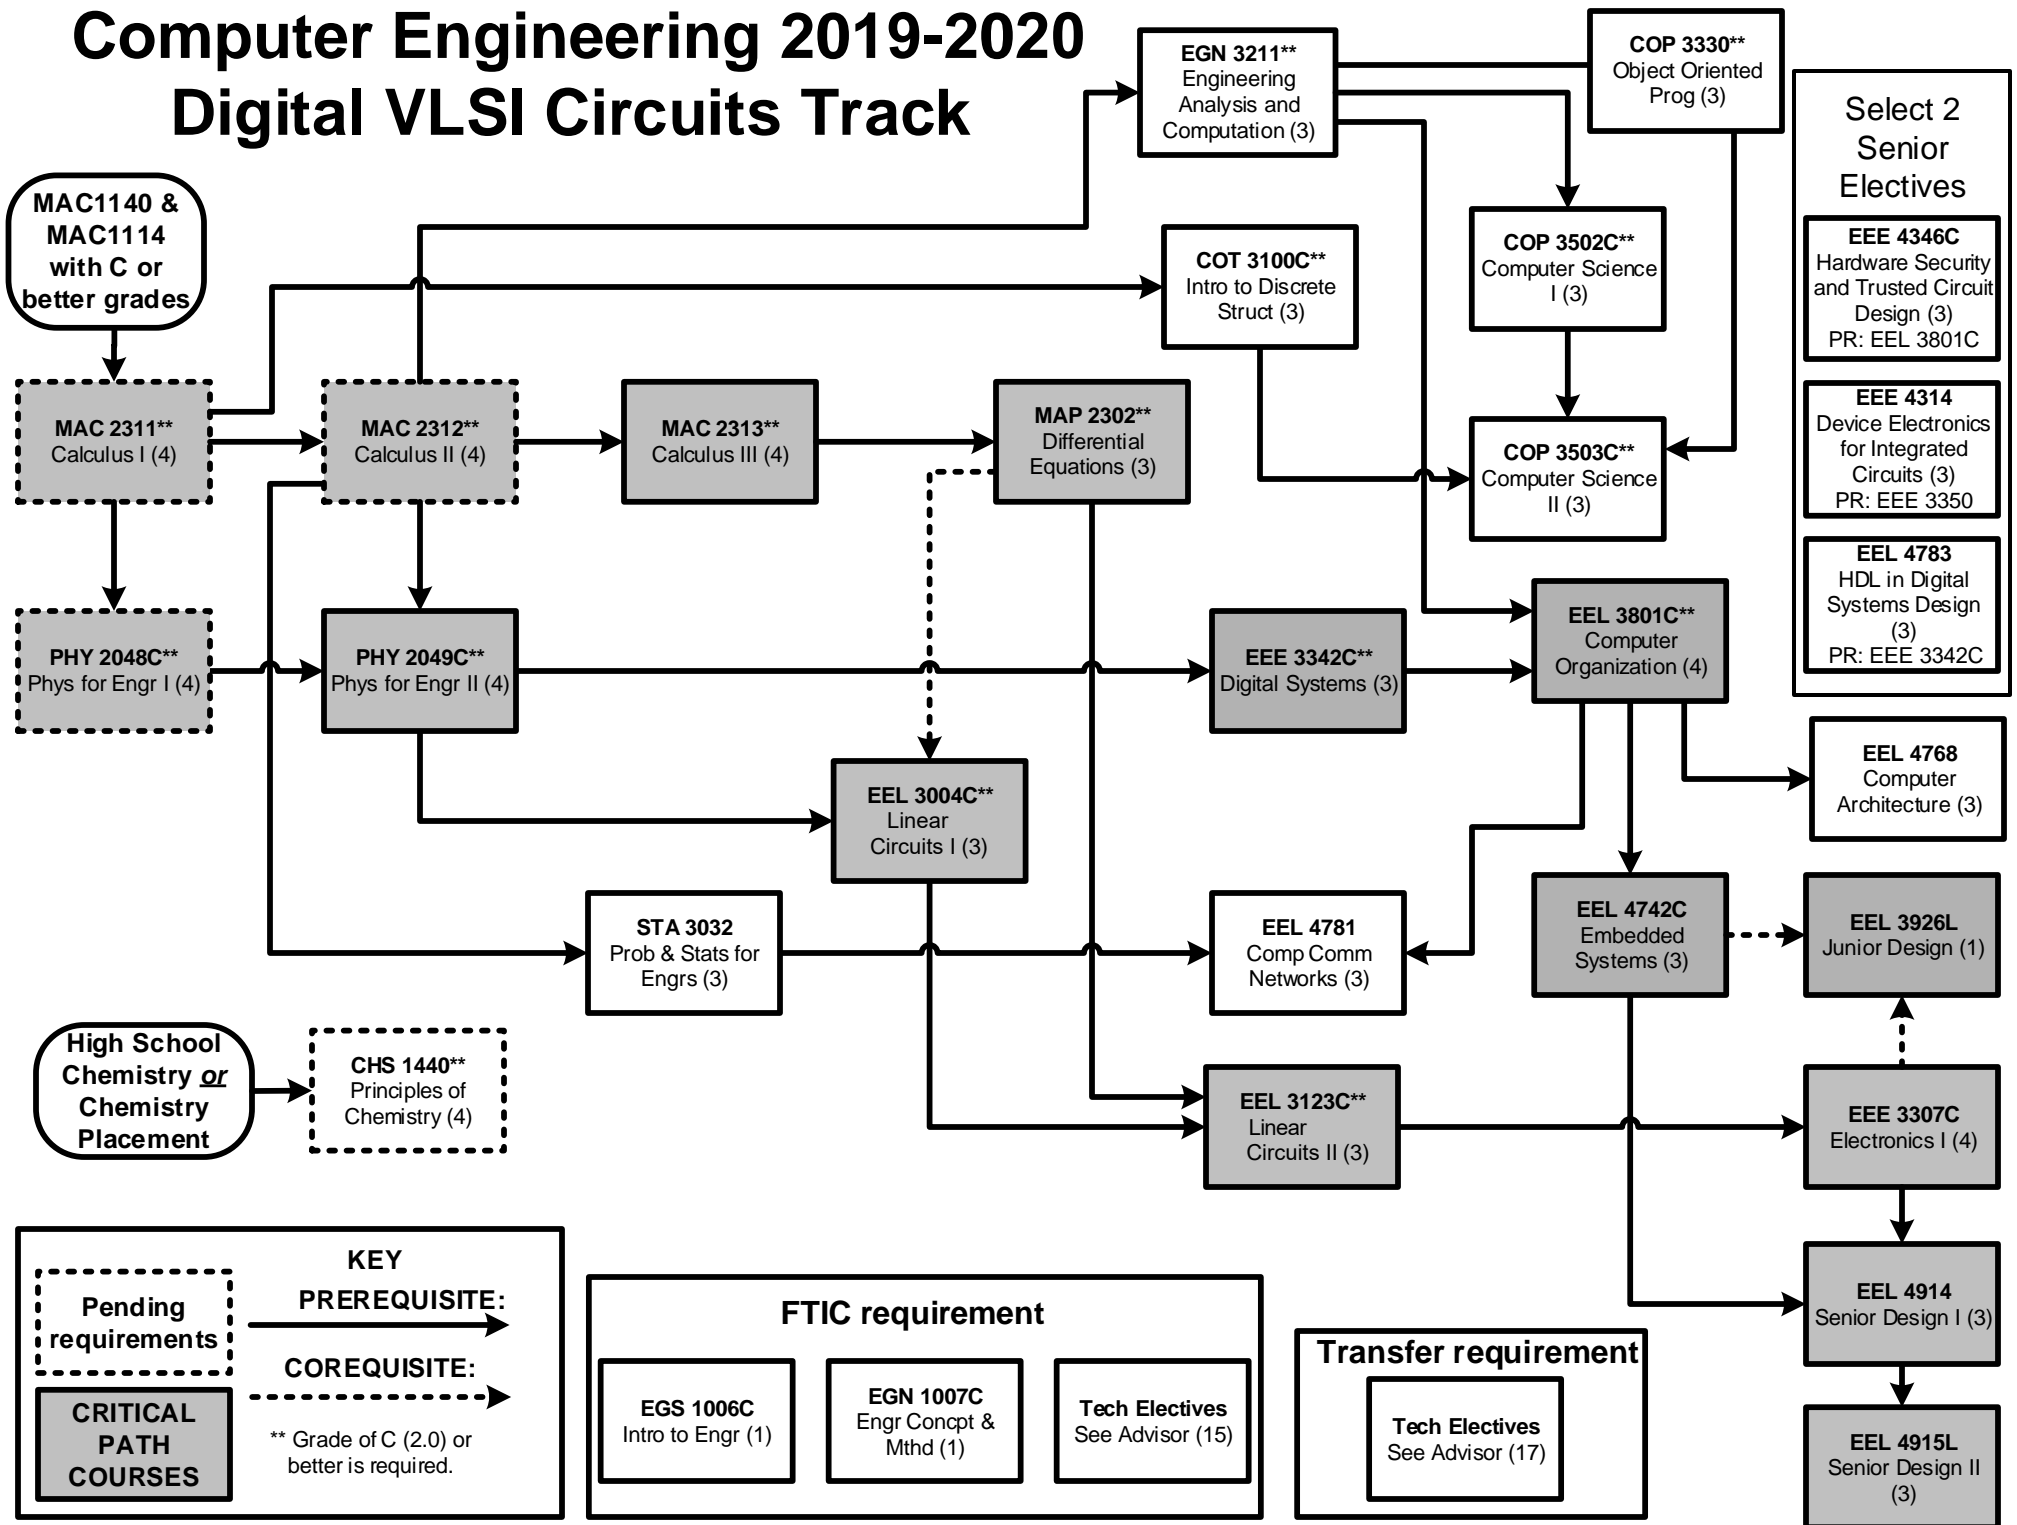 Computer Engineering 2019-2020
Digital VLSI Circuits Track
EGN 3211**
Engineering
Analysis and
Computation (3)
COP 3330**
Object Oriented
Prog (3)
Select 2
Senior
Electives
EEE 4346C
Hardware Security
and Trusted Circuit
Design (3)
PR: EEL 3801C
EEE 4314
Device Electronics
for Integrated
Circuits (3)
PR: EEE 3350
EEL 4783
HDL in Digital
Systems Design
(3)
PR: EEE 3342C
MAC1140 &
MAC1114
with C or
better grades
COT 3100C**
Intro to Discrete
Struct (3)
COP 3502C**
Computer Science
I (3)
MAC 2311**
Calculus I (4)
MAC 2312**
Calculus II (4)
MAC 2313**
Calculus III (4)
MAP 2302**
Differential
Equations (3)
COP 3503C**
Computer Science
II (3)
PHY 2048C**
Phys for Engr I (4)
PHY 2049C**
Phys for Engr II (4)
EEE 3342C**
Digital Systems (3)
EEL 3801C**
Computer
Organization (4)
EEL 4768
Computer
Architecture (3)
EEL 3004C**
Linear
Circuits I (3)
STA 3032
Prob & Stats for
Engrs (3)
EEL 4781
Comp Comm
Networks (3)
EEL 4742C
Embedded
Systems (3)
EEL 3926L
Junior Design (1)
High School
Chemistry or
Chemistry
Placement
CHS 1440**
Principles of
Chemistry (4)
EEL 3123C**
Linear
Circuits II (3)
EEE 3307C
Electronics I (4)
EEL 4914
Senior Design I (3)
EEL 4915L
Senior Design II
(3)
KEY
Pending
requirements
PREREQUISITE:
COREQUISITE:
CRITICAL
PATH
COURSES
** Grade of C (2.0) or
better is required.
FTIC requirement
EGS 1006C
Intro to Engr (1)
EGN 1007C
Engr Concpt &
Mthd (1)
Tech Electives
See Advisor (15)
Transfer requirement
Tech Electives
See Advisor (17)